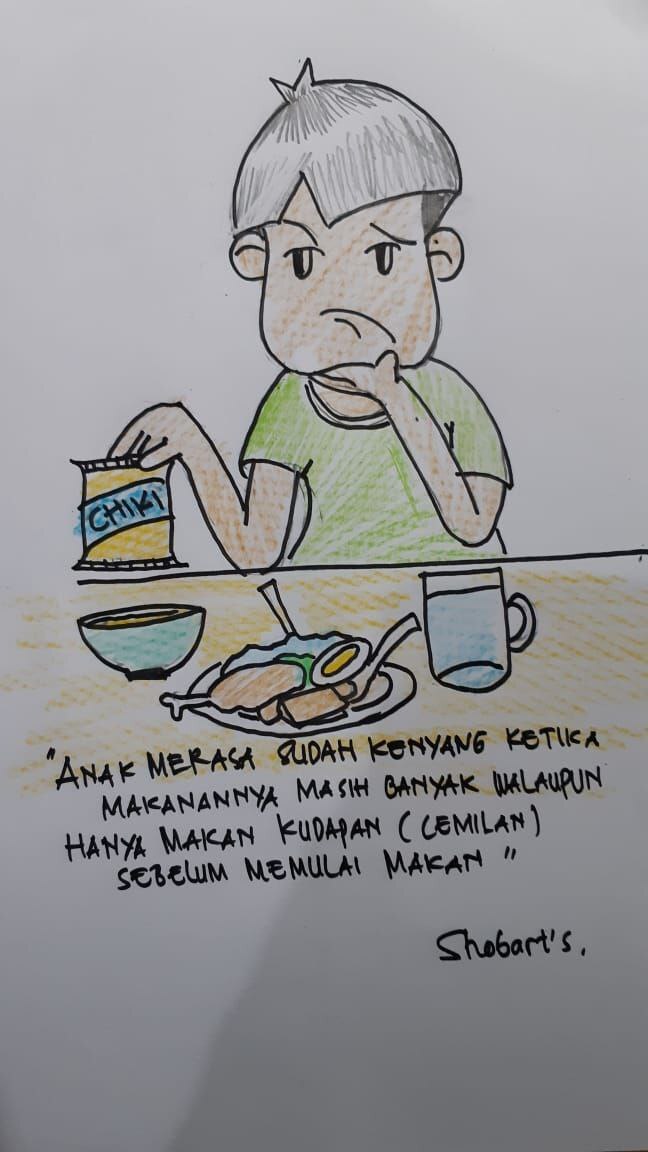 CHIKI
"ANAK MERASA SUDAH KENYANG KETIKA
MAKANANNYA MASIH BANYAK WALAUPUN
HANYA MAKAN KUDAPAN (CEMILAN)
SEBELUM MEMULAI MAKAN"
Shobart's.